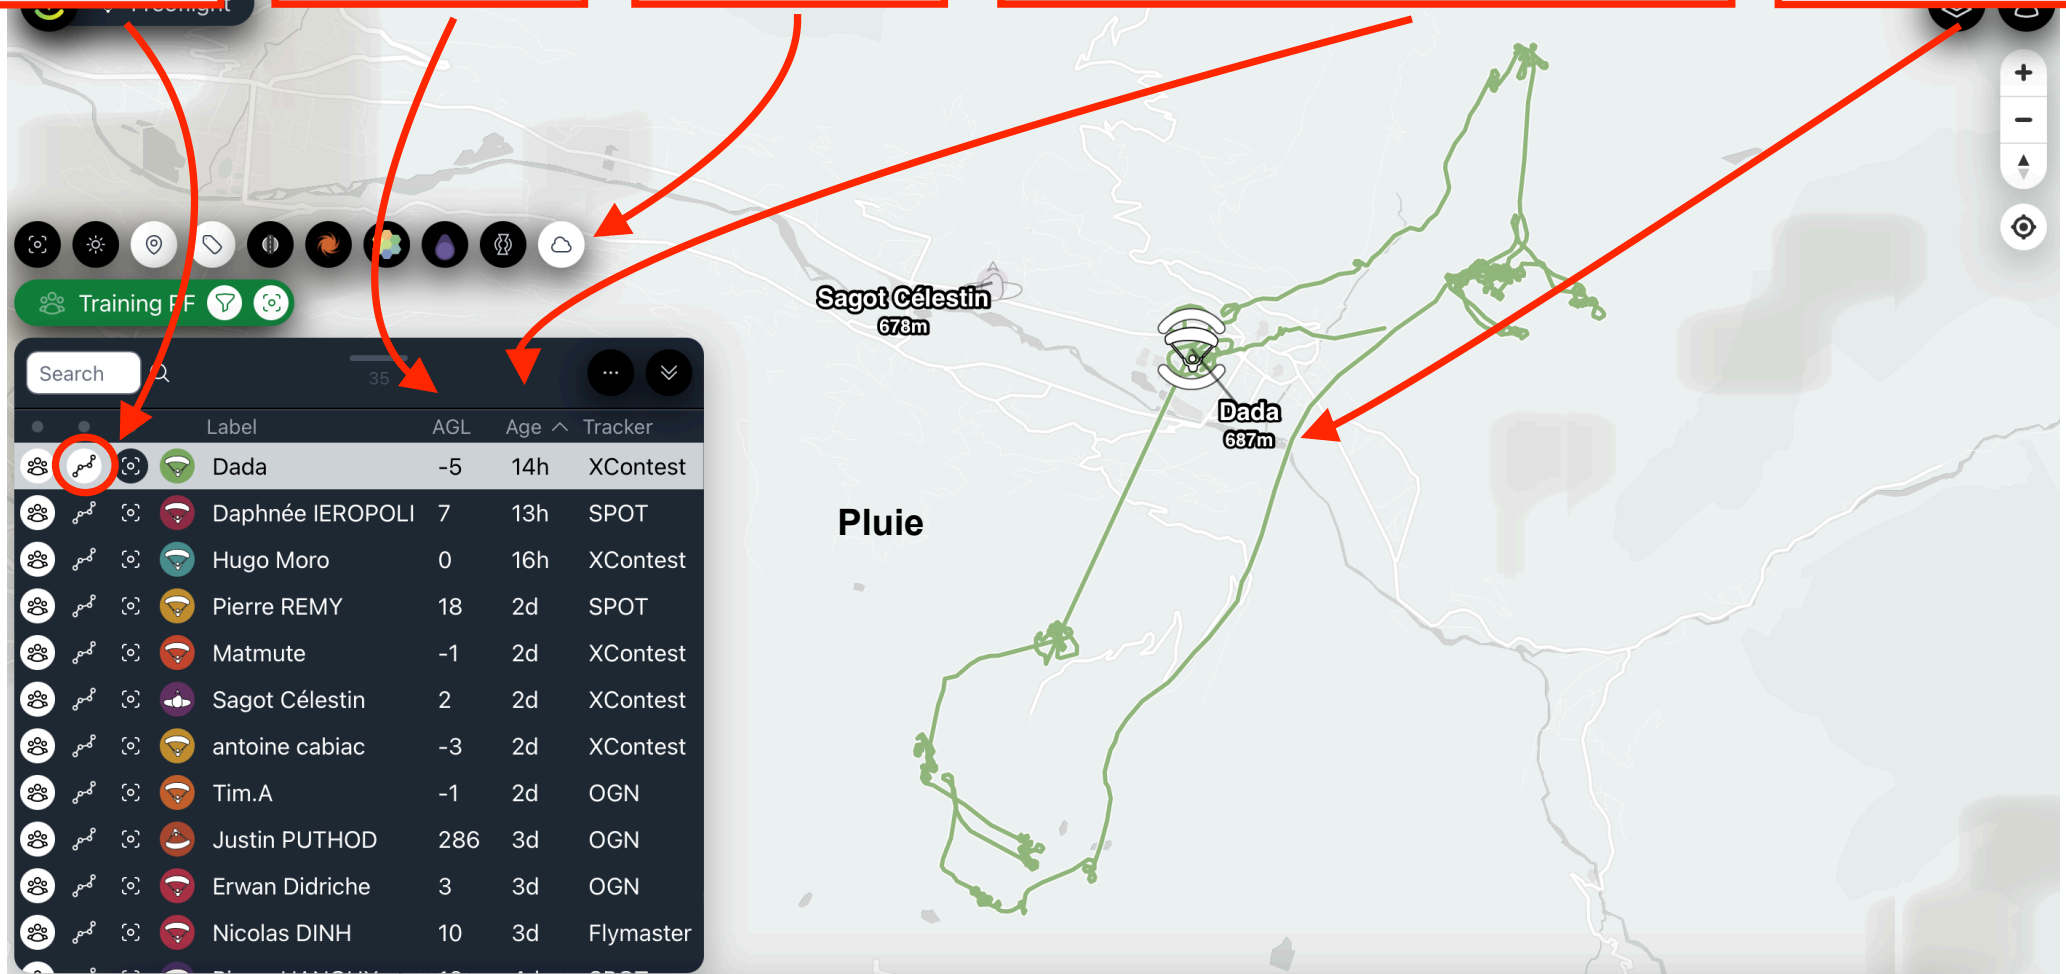 Training
Search
35
Label AGL Age Tracker
Dada -5 14h XContest
Daphnée IEROPOLI 7 13h SPOT
Hugo Moro 0 16h XContest
Pierre REMY 18 2d SPOT
Matmute -1 2d XContest
Sagot Célestin 2 2d XContest
antoine cabiac -3 2d XContest
Tim.A -1 2d OGN
Justin PUTHOD 286 3d OGN
Erwan Didriche 3 3d OGN
Nicolas DINH 10 3d Flymaster
Sagot Célestin
678m
Dada
687m
Pluie